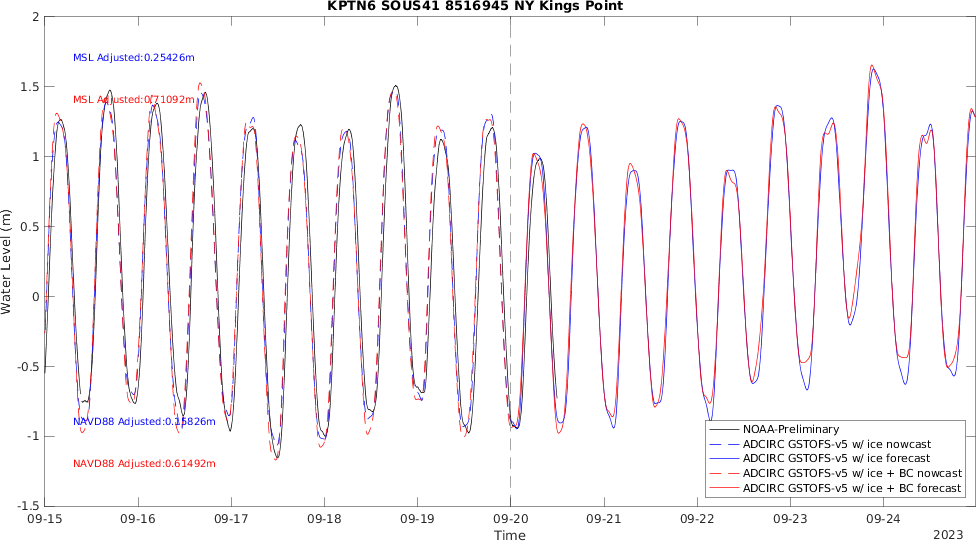 KPTN6 SOUS41 8516945 NY Kings Point
2
1.5
1
0.5
0
-0.5
-1
-1.5
Water Level (m)
MSL Adjusted:0.25426m
MSL Adjusted:0.71092m
NAVD88 Adjusted:0.15826m
NAVD88 Adjusted:0.61492m
NOAA-Preliminary
ADCIRC GSTOFS-v5 w/ ice nowcast
ADCIRC GSTOFS-v5 w/ ice forecast
ADCIRC GSTOFS-v5 w/ ice + BC nowcast
ADCIRC GSTOFS-v5 w/ ice + BC forecast
09-15 09-16 09-17 09-18 09-19 09-20 09-21 09-22 09-23 09-24
Time
2023